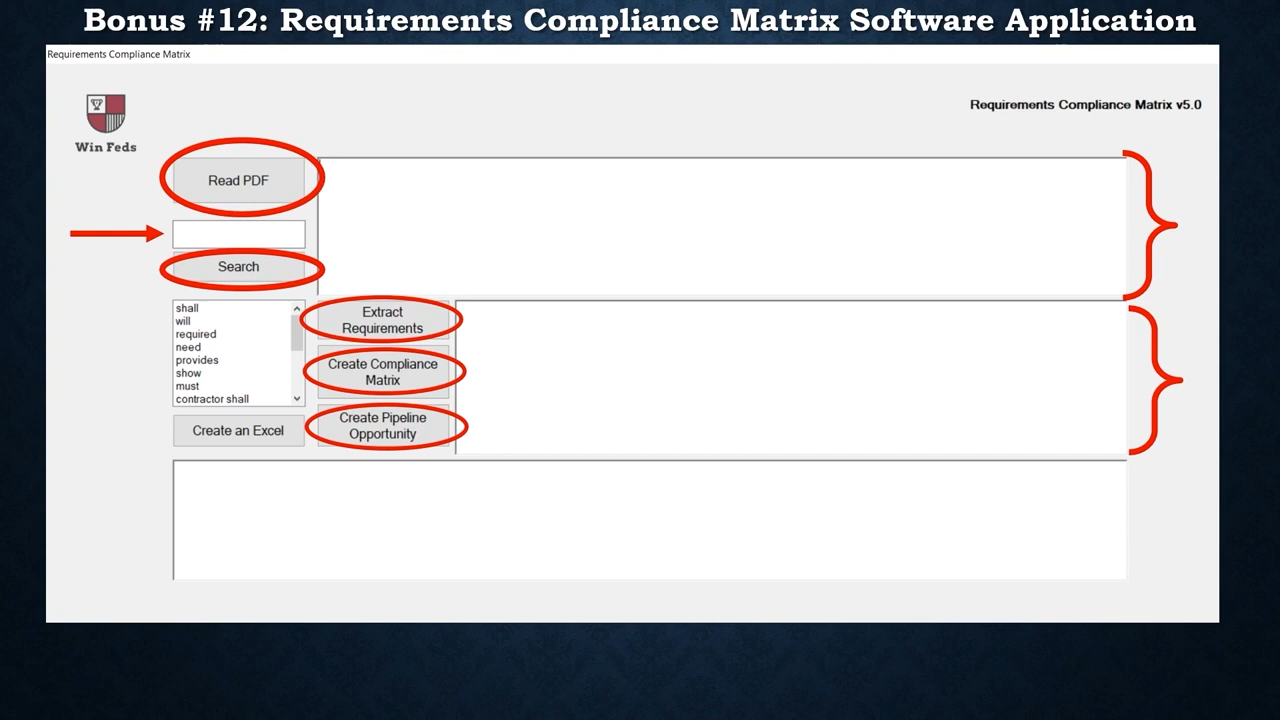 Bonus #12: Requirements Compliance Matrix Software Application
Requirements Compliance Matrix
Requirements Compliance Matrix v5.0
Win Feds
Read PDF
Search
shall
will
required
need
provides
show
must
contractor shall
Extract
Requirements
Create Compliance
Matrix
Create Pipeline
Opportunity
Create an Excel